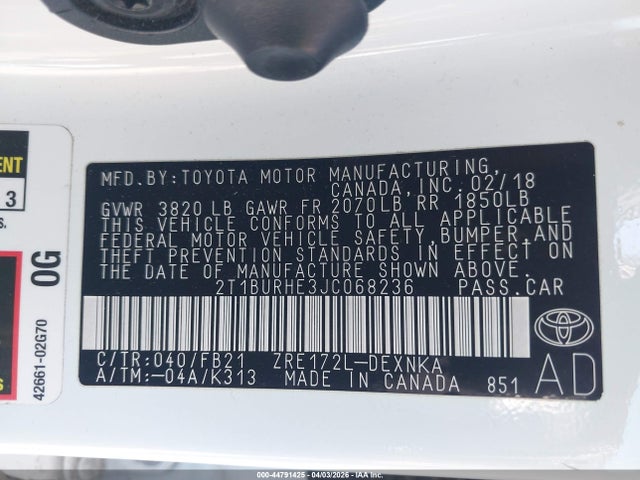 ENT
13
S.
0G
42661-02G70
S
MFD.BY:TOYOTA MOTOR MANUFACTURING,
CANADA,INC.02/18
GVWR 3820 LB GAWR FR 2070LB RR 1850LB
THIS VEHICLE CONFORMS TO ALL APPLICABLE
FEDERAL MOTOR VEHICLE SAFETY,BUMPER,AND
THEFT PREVENTION STANDARDS IN EFFECT ON
THE DATE OF MANUFACTURE SHOWN ABOVE.
2T1BURHE3JC068236 PASS.CAR
C/TR:040/FB21 ZRE172L-DEXNKA
A/TM:-04A/K313 MADE IN CANADA 851
AD
000-44791425 - 04/03/2026 - IAA Inc.